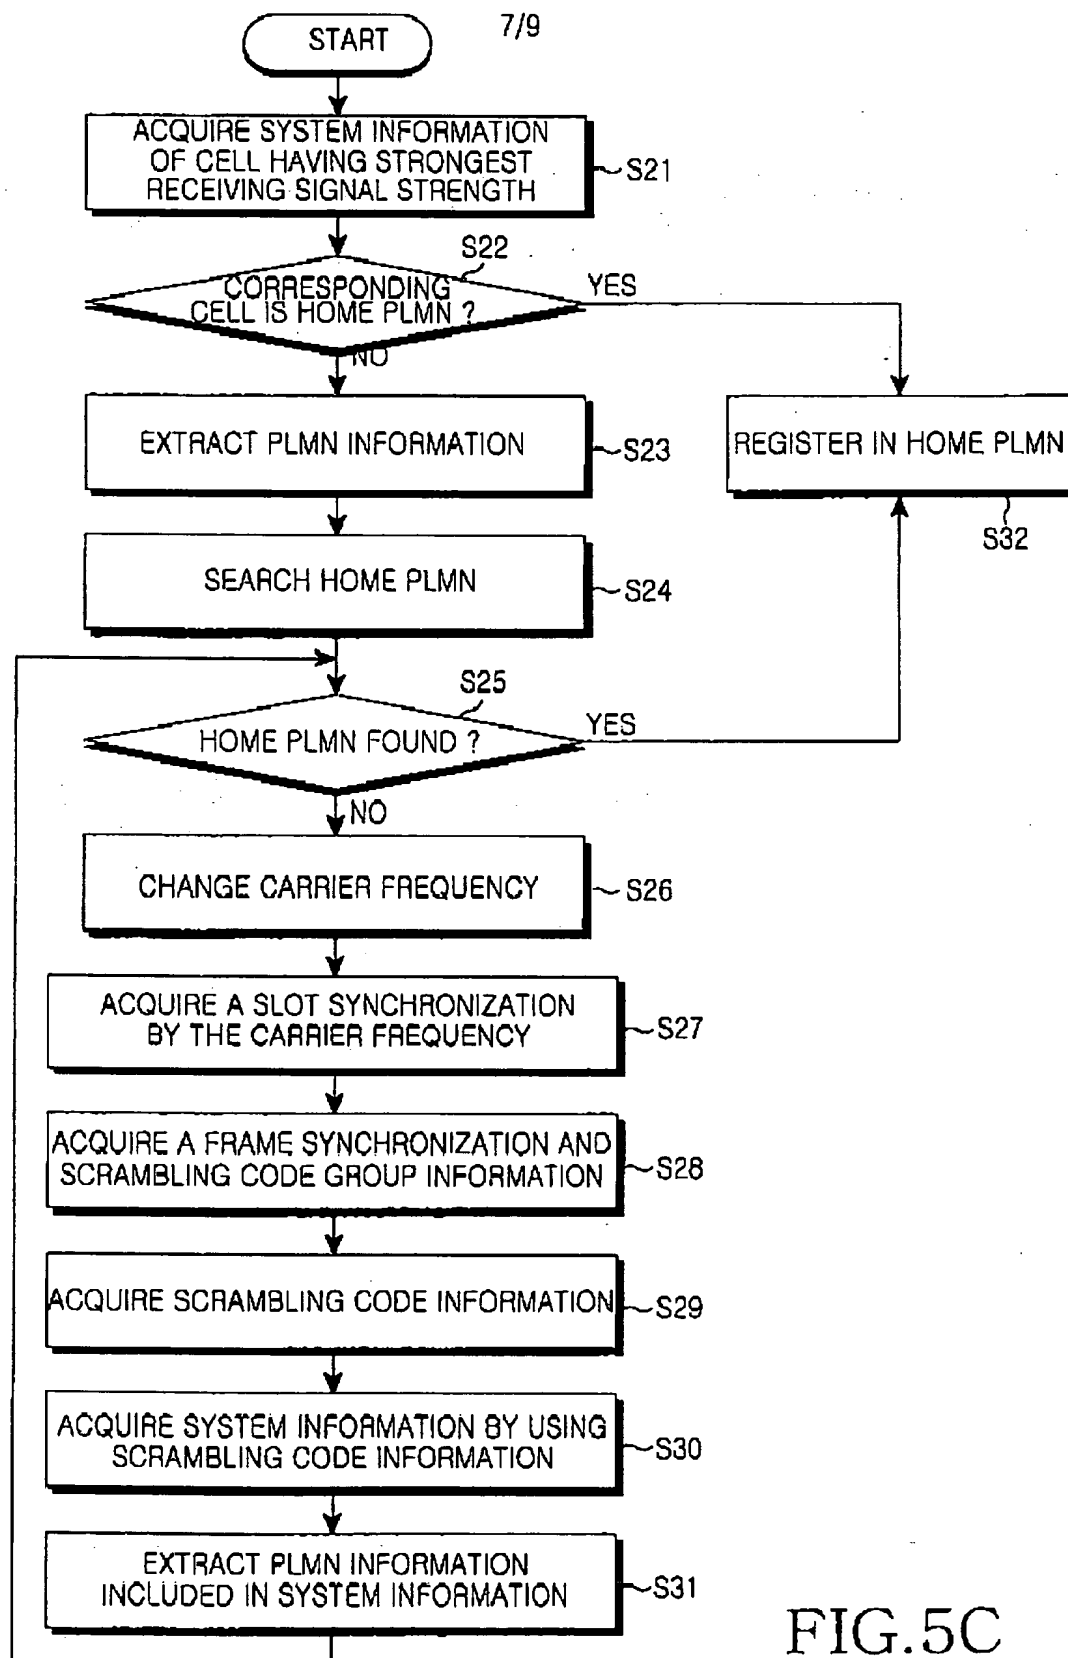 7/9
START
ACQUIRE SYSTEM INFORMATION
OF CELL HAVING STRONGEST
RECEIVING SIGNAL STRENGTH
S21
S22
CORRESPONDING
CELL IS HOME PLMN ?
YES
NO
EXTRACT PLMN INFORMATION
S23
REGISTER IN HOME PLMN
S32
SEARCH HOME PLMN
S24
S25
HOME PLMN FOUND ?
YES
NO
CHANGE CARRIER FREQUENCY
S26
ACQUIRE A SLOT SYNCHRONIZATION
BY THE CARRIER FREQUENCY
S27
ACQUIRE A FRAME SYNCHRONIZATION AND
SCRAMBLING CODE GROUP INFORMATION
S28
ACQUIRE SCRAMBLING CODE INFORMATION
S29
ACQUIRE SYSTEM INFORMATION BY USING
SCRAMBLING CODE INFORMATION
S30
EXTRACT PLMN INFORMATION
INCLUDED IN SYSTEM INFORMATION
S31
FIG.5C